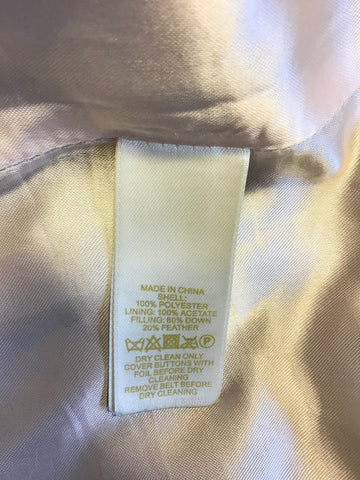 MADE IN CHINA
SHELL;
100% POLYESTER
LINING: 100% ACETATE
FILLING: 80% DOWN
20% FEATHER
P
DRY CLEAN ONLY
COVER BUTTONS WITH
FOIL BEFORE DRY
CLEANING
REMOVE BELT BEFORE
DRY CLEANING